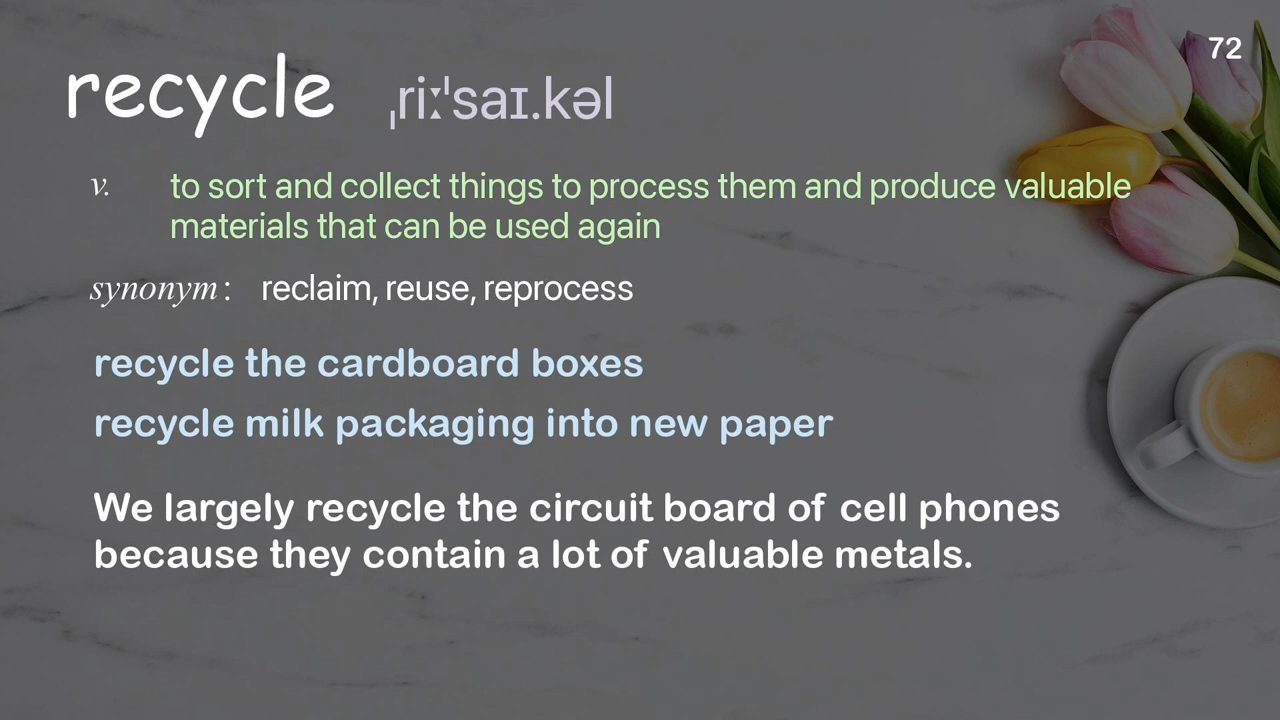 72
recycle ˌriːˈsaɪ.kəl
v. to sort and collect things to process them and produce valuable
materials that can be used again
synonym: reclaim, reuse, reprocess
recycle the cardboard boxes
recycle milk packaging into new paper
We largely recycle the circuit board of cell phones
because they contain a lot of valuable metals.